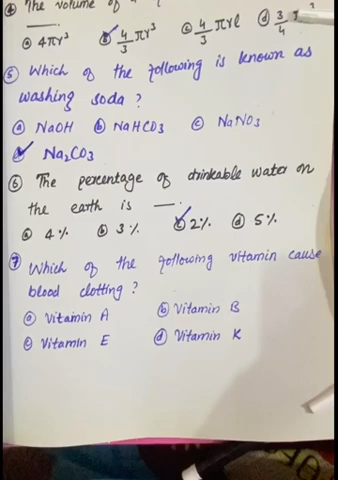 ④ The volume of a
____.
ⓐ 4πr³ ⓑ 4/3 πr³ ⓒ 4/3 πrl ⓓ 3/4
⑤ Which of the following is known as
washing soda?
ⓐ NaOH ⓑ NaHCO3 ⓒ NaNO3
Na2CO3
⑥ The percentage of drinkable water on
the earth is ___.
ⓐ 4% ⓑ 3% ⓒ 2% ⓓ 5%
⑦ Which of the following vitamin cause
blood clotting?
ⓐ Vitamin A ⓑ Vitamin B
ⓒ Vitamin E ⓓ Vitamin K